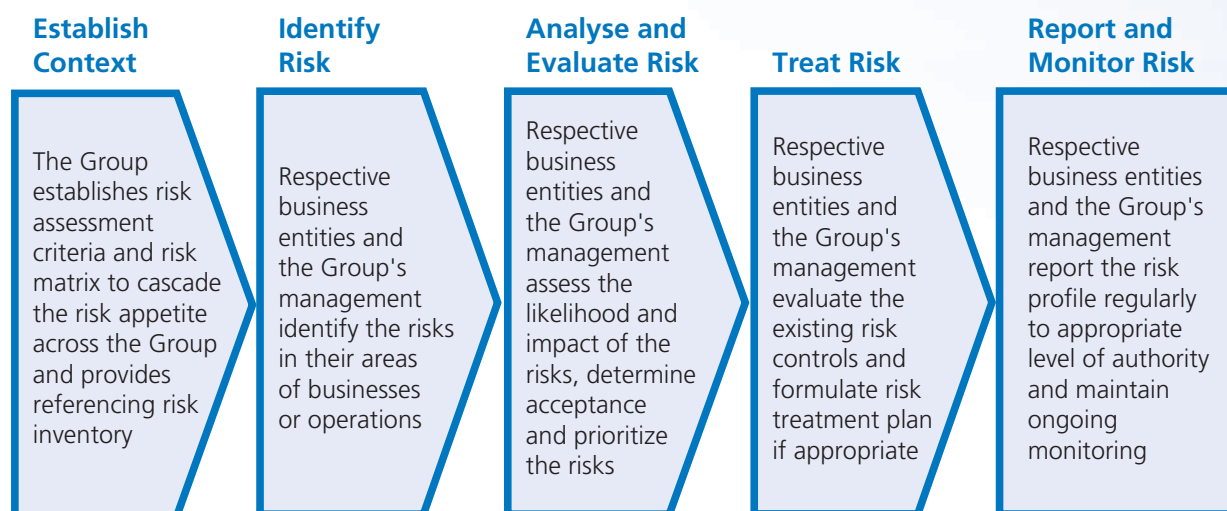 Establish
Context
The Group
establishes risk
assessment
criteria and risk
matrix to cascade
the risk appetite
across the Group
and provides
referencing risk
inventory
Identify
Risk
Respective
business
entities and
the Group's
management
identify the risks
in their areas
of businesses
or operations
Analyse and
Evaluate Risk
Respective
business
entities and
the Group's
management
assess the
likelihood and
impact of the
risks, determine
acceptance
and prioritize
the risks
Treat Risk
Respective
business
entities and
the Group's
management
evaluate the
existing risk
controls and
formulate risk
treatment plan
if appropriate
Report and
Monitor Risk
Respective
business entities
and the Group's
management
report the risk
profile regularly
to appropriate
level of authority
and maintain
ongoing
monitoring